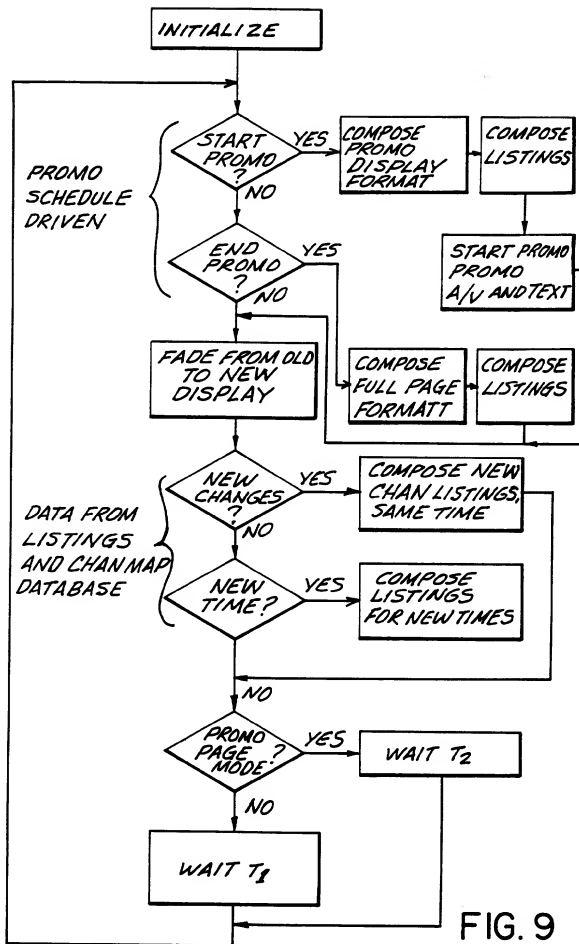 INITIALIZE
START
PROMO
?
YES
NO
COMPOSE
PROMO
DISPLAY
FORMAT
COMPOSE
LISTINGS
PROMO
SCHEDULE
DRIVEN
START PROMO
PROMO
A/V AND TEXT
END
PROMO
?
YES
NO
FADE FROM OLD
TO NEW
DISPLAY
COMPOSE
FULL PAGE
FORMATT
COMPOSE
LISTINGS
NEW
CHANGES
?
YES
NO
COMPOSE NEW
CHAN LISTINGS,
SAME TIME
DATA FROM
LISTINGS
AND CHAN MAP
DATABASE
NEW
TIME?
YES
COMPOSE
LISTINGS
FOR NEW TIMES
NO
PROMO
PAGE ?
MODE
YES
NO
WAIT T2
WAIT T1
FIG. 9